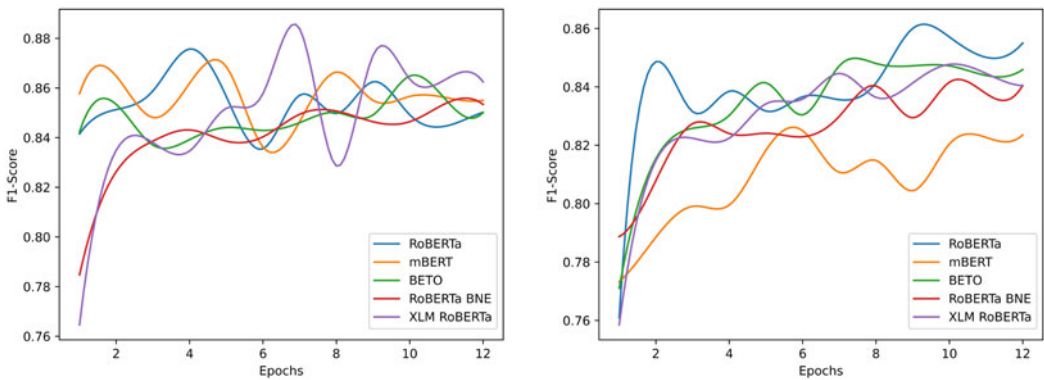 0.88
0.86
0.84
0.82
0.80
0.78
0.76
F1-Score
2 4 6 8 10 12
Epochs
RoBERTa
mBERT
BETO
RoBERTa BNE
XLM RoBERTa
0.86
0.84
0.82
0.80
0.78
0.76
F1-Score
2 4 6 8 10 12
Epochs
RoBERTa
mBERT
BETO
RoBERTa BNE
XLM RoBERTa